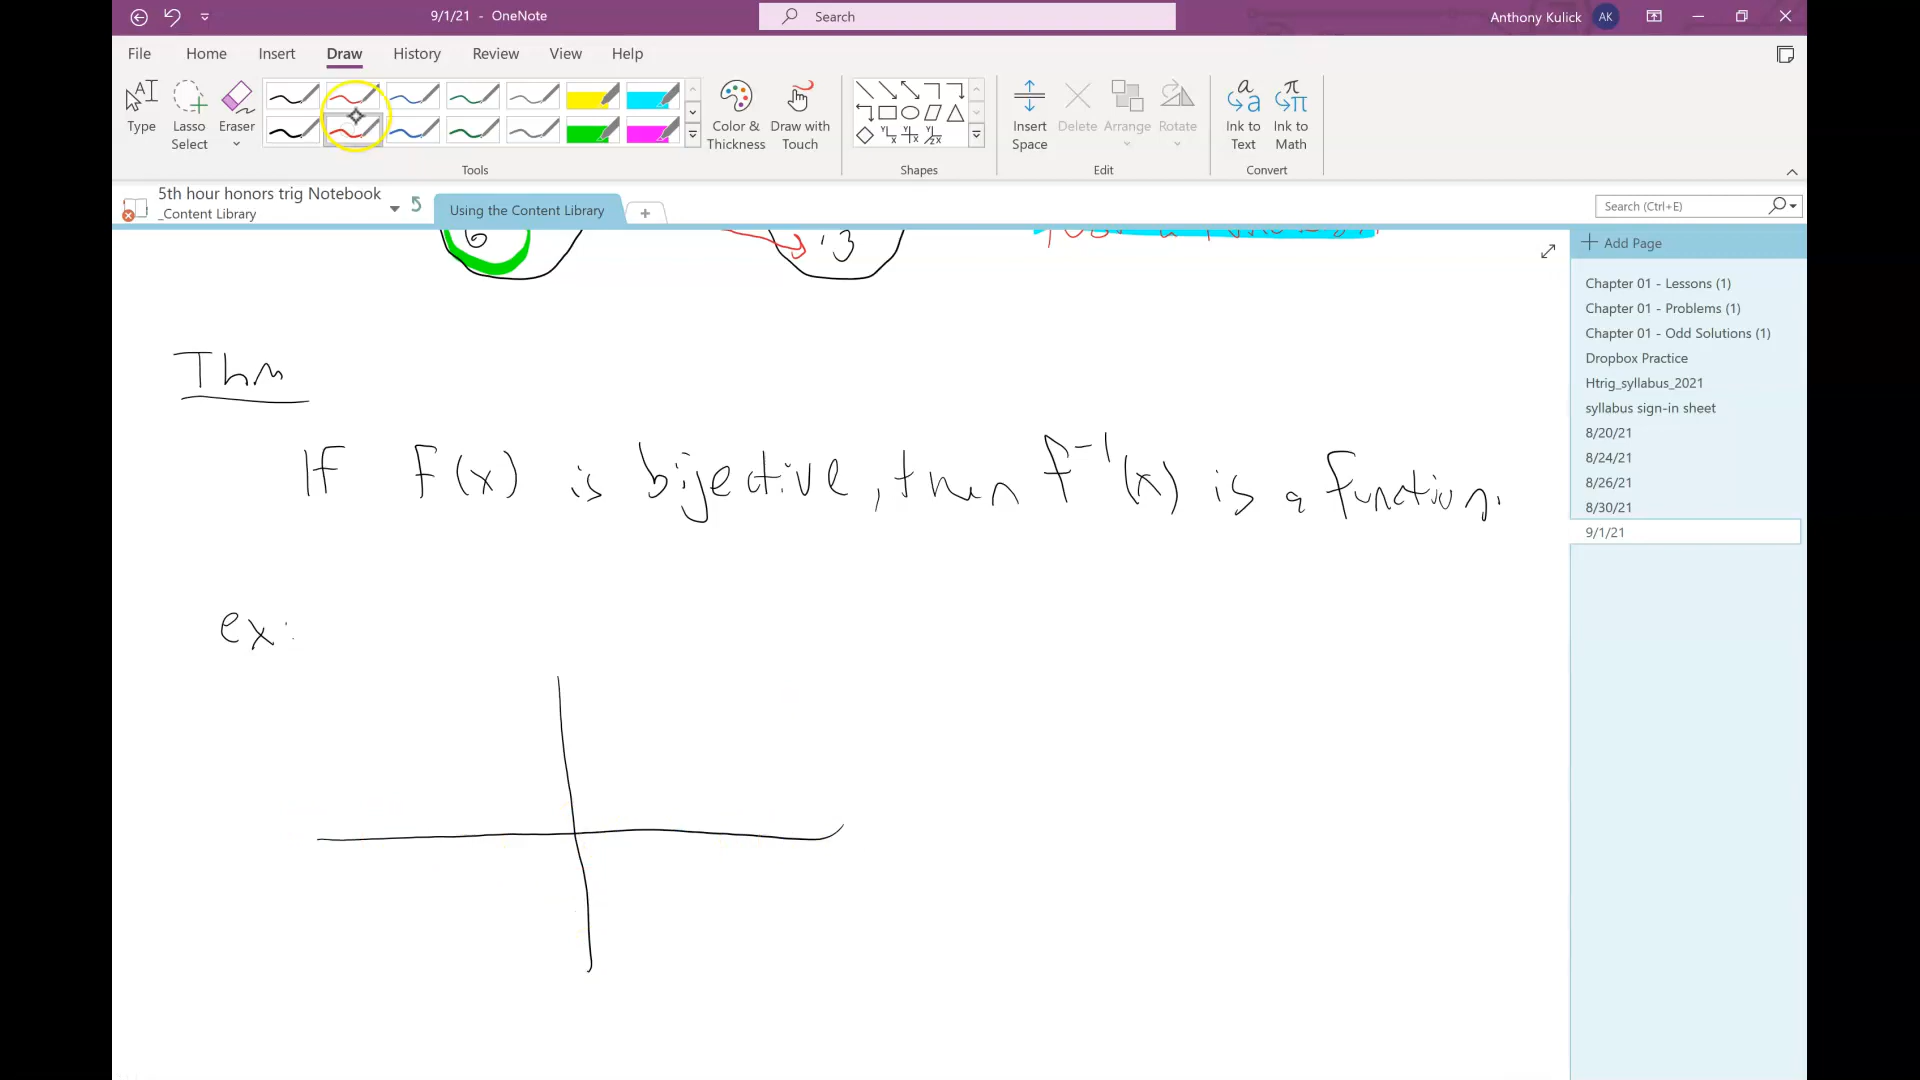 9/1/21 - OneNote
Search
Anthony Kulick AK
File Home Insert Draw History Review View Help
Type
Lasso Select
Eraser
Color & Thickness
Draw with Touch
Insert Space
Delete
Arrange
Rotate
Ink to Text
Ink to Math
Tools
Shapes
Edit
Convert
5th hour honors trig Notebook
_Content Library
Using the Content Library
Search (Ctrl+E)
Add Page
Chapter 01 - Lessons (1)
Chapter 01 - Problems (1)
Chapter 01 - Odd Solutions (1)
Dropbox Practice
Htrig_syllabus_2021
syllabus sign-in sheet
8/20/21
8/24/21
8/26/21
8/30/21
9/1/21
6
3
Thm
If f(x) is bijective, then f⁻¹(x) is a function.
ex: